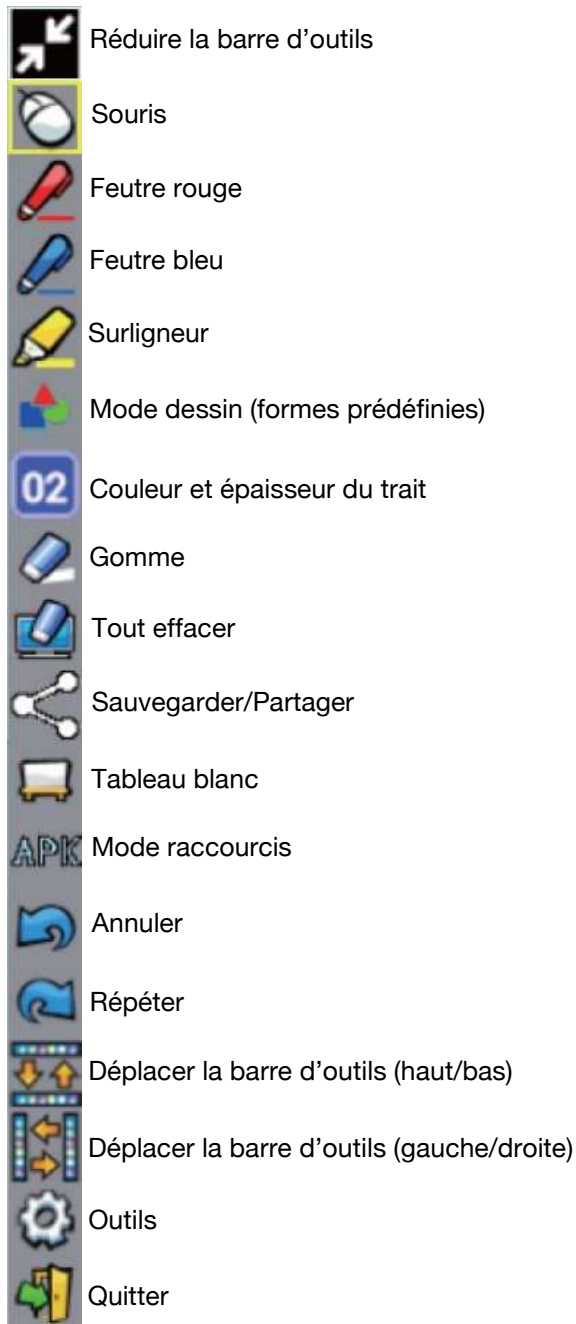 Réduire la barre d’outils
Souris
Feutre rouge
Feutre bleu
Surligneur
Mode dessin (formes prédéfinies)
02 Couleur et épaisseur du trait
Gomme
Tout effacer
Sauvegarder/Partager
Tableau blanc
APK Mode raccourcis
Annuler
Répéter
Déplacer la barre d’outils (haut/bas)
Déplacer la barre d’outils (gauche/droite)
Outils
Quitter